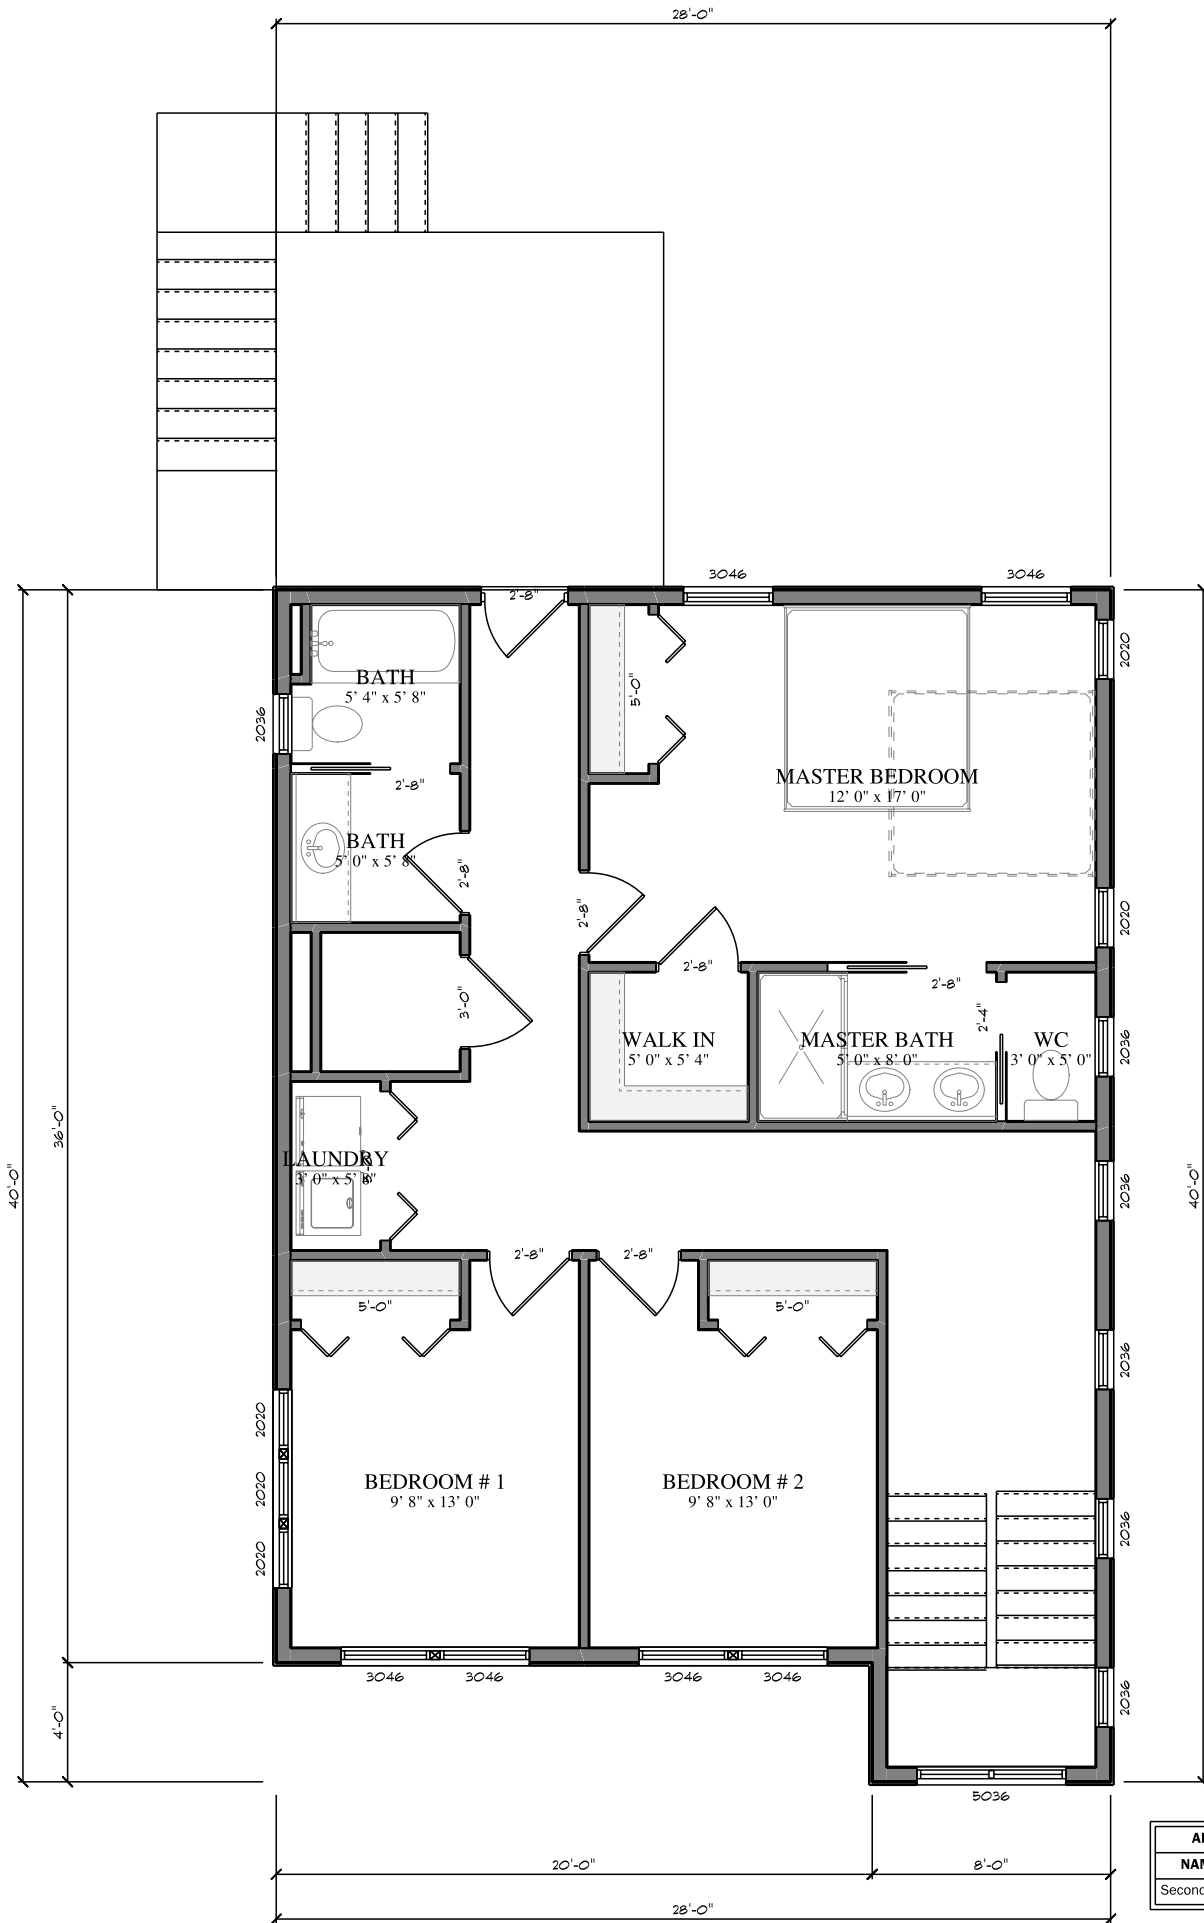 28'-0"
3046
3046
2'-8"
2020
BATH
5' 4" x 5' 8"
5'-0"
2036
MASTER BEDROOM
12' 0" x 17' 0"
2'-8"
BATH
5' 0" x 5' 8"
2'-8"
2'-8"
2020
2'-8"
2'-8"
3'-0"
2'-4"
WALK IN
5' 0" x 5' 4"
MASTER BATH
5' 0" x 8' 0"
WC
3' 0" x 5' 0"
2036
36'-0"
40'-0"
LAUNDRY
3' 0" x 5' 8"
2036
40'-0"
2'-8"
2'-8"
5'-0"
5'-0"
2036
2020
2020
2020
BEDROOM # 1
9' 8" x 13' 0"
BEDROOM # 2
9' 8" x 13' 0"
2036
3046
3046
3046
3046
2036
4'-0"
5036
20'-0"
8'-0"
28'-0"
Second